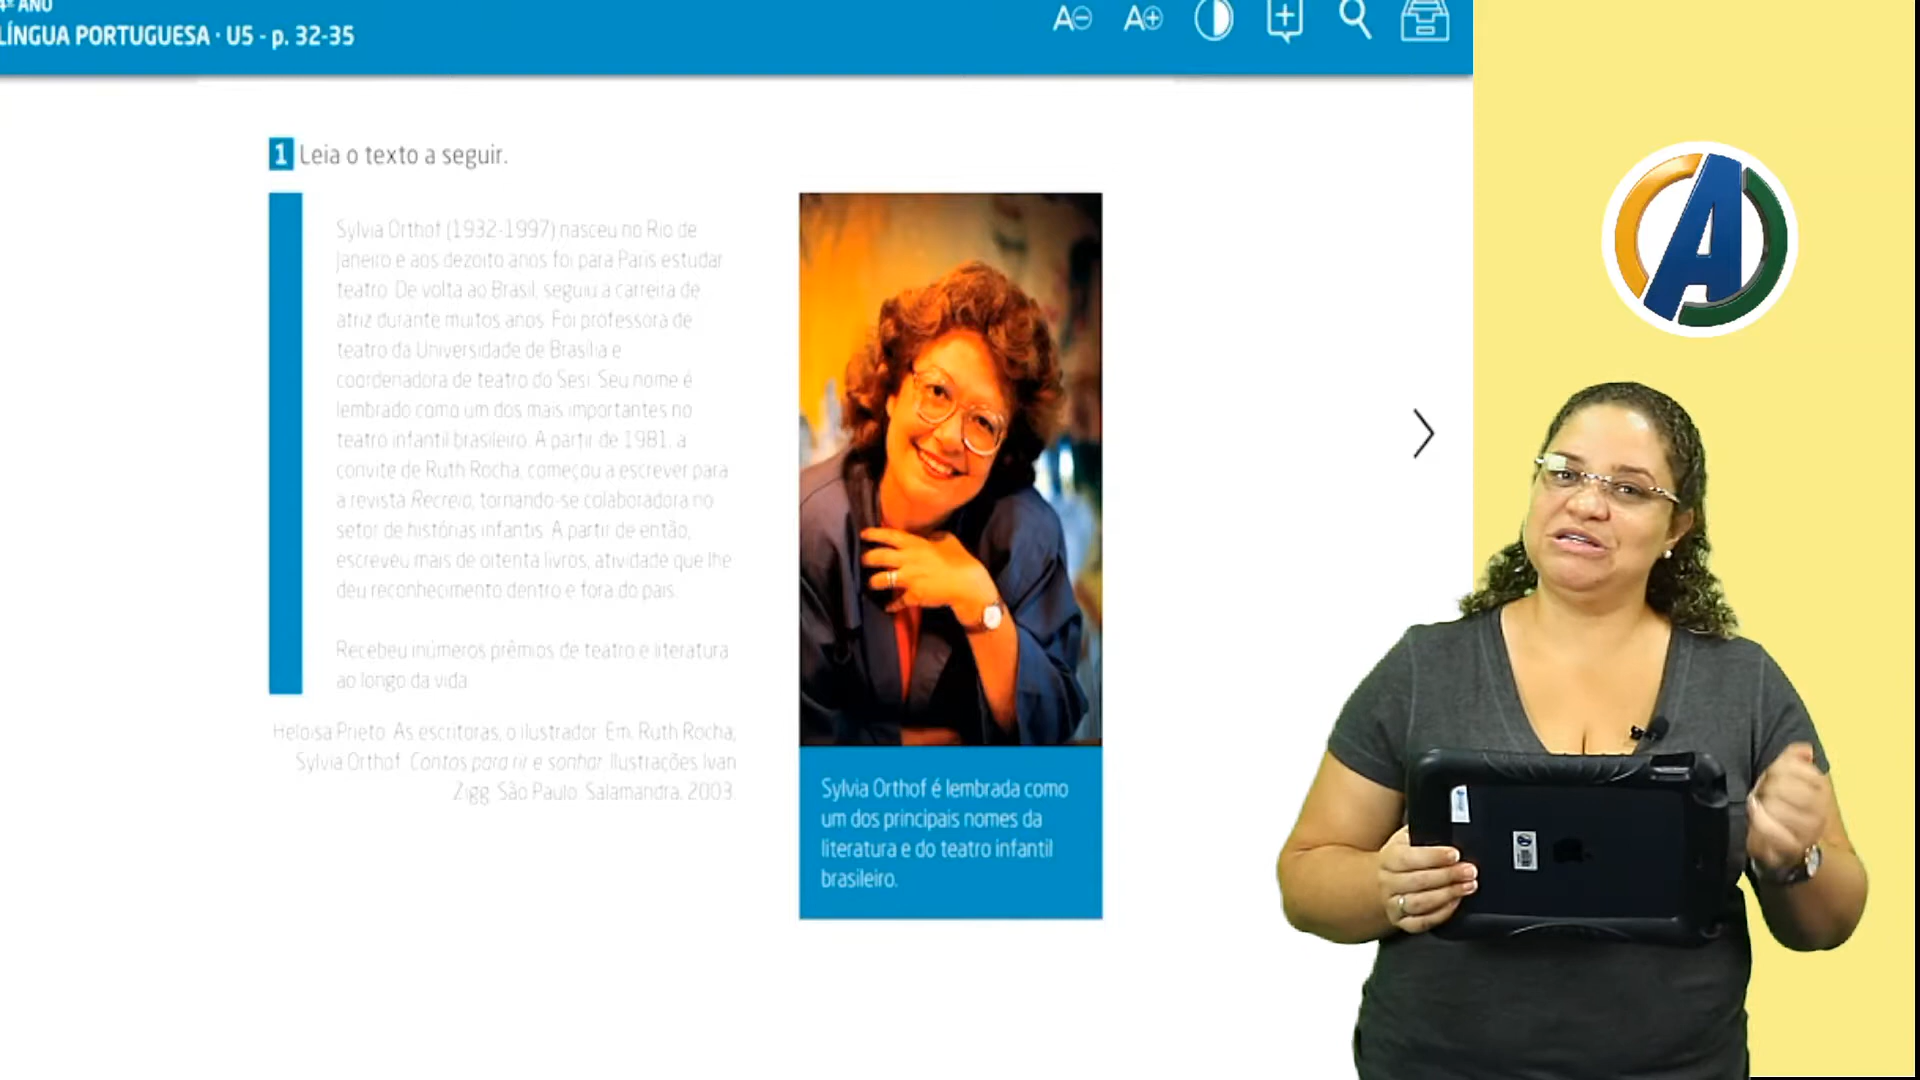 4º ANO
LÍNGUA PORTUGUESA · U5 - p. 32-35
A A
1 Leia o texto a seguir.
Sylvia Orthof (1932-1997) nasceu no Rio de
Janeiro e aos dezoito anos foi para Paris estudar
teatro. De volta ao Brasil, seguiu a carreira de
atriz durante muitos anos. Foi professora de
teatro da Universidade de Brasília e
coordenadora de teatro do Sesi. Seu nome é
lembrado como um dos mais importantes no
teatro infantil brasileiro. A partir de 1981, a
convite de Ruth Rocha, começou a escrever para
a revista Recreio, tornando-se colaboradora no
setor de histórias infantis. A partir de então,
escreveu mais de oitenta livros, atividade que lhe
deu reconhecimento dentro e fora do país.
Recebeu inúmeros prêmios de teatro e literatura
ao longo da vida.
Heloisa Prieto. As escritoras, o ilustrador. Em: Ruth Rocha;
Sylvia Orthof. Contos para rir e sonhar. Ilustrações Ivan
Zigg. São Paulo: Salamandra, 2003.
Sylvia Orthof é lembrada como
um dos principais nomes da
literatura e do teatro infantil
brasileiro.
A